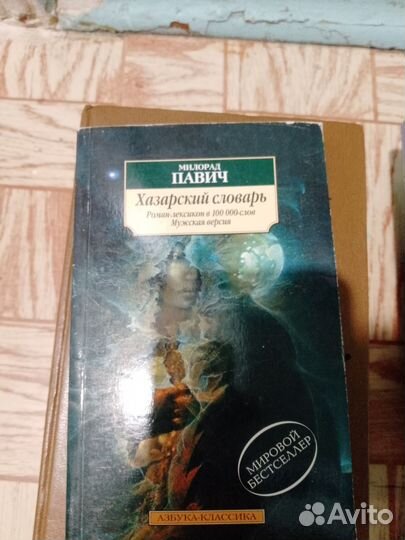 МИЛОРАД
ПАВИЧ
Хазарский словарь
Роман-лексикон в 100 000 слов
Мужская версия
МИРОВОЙ
БЕСТСЕЛЛЕР
АЗБУКА-КЛАССИКА
Avito